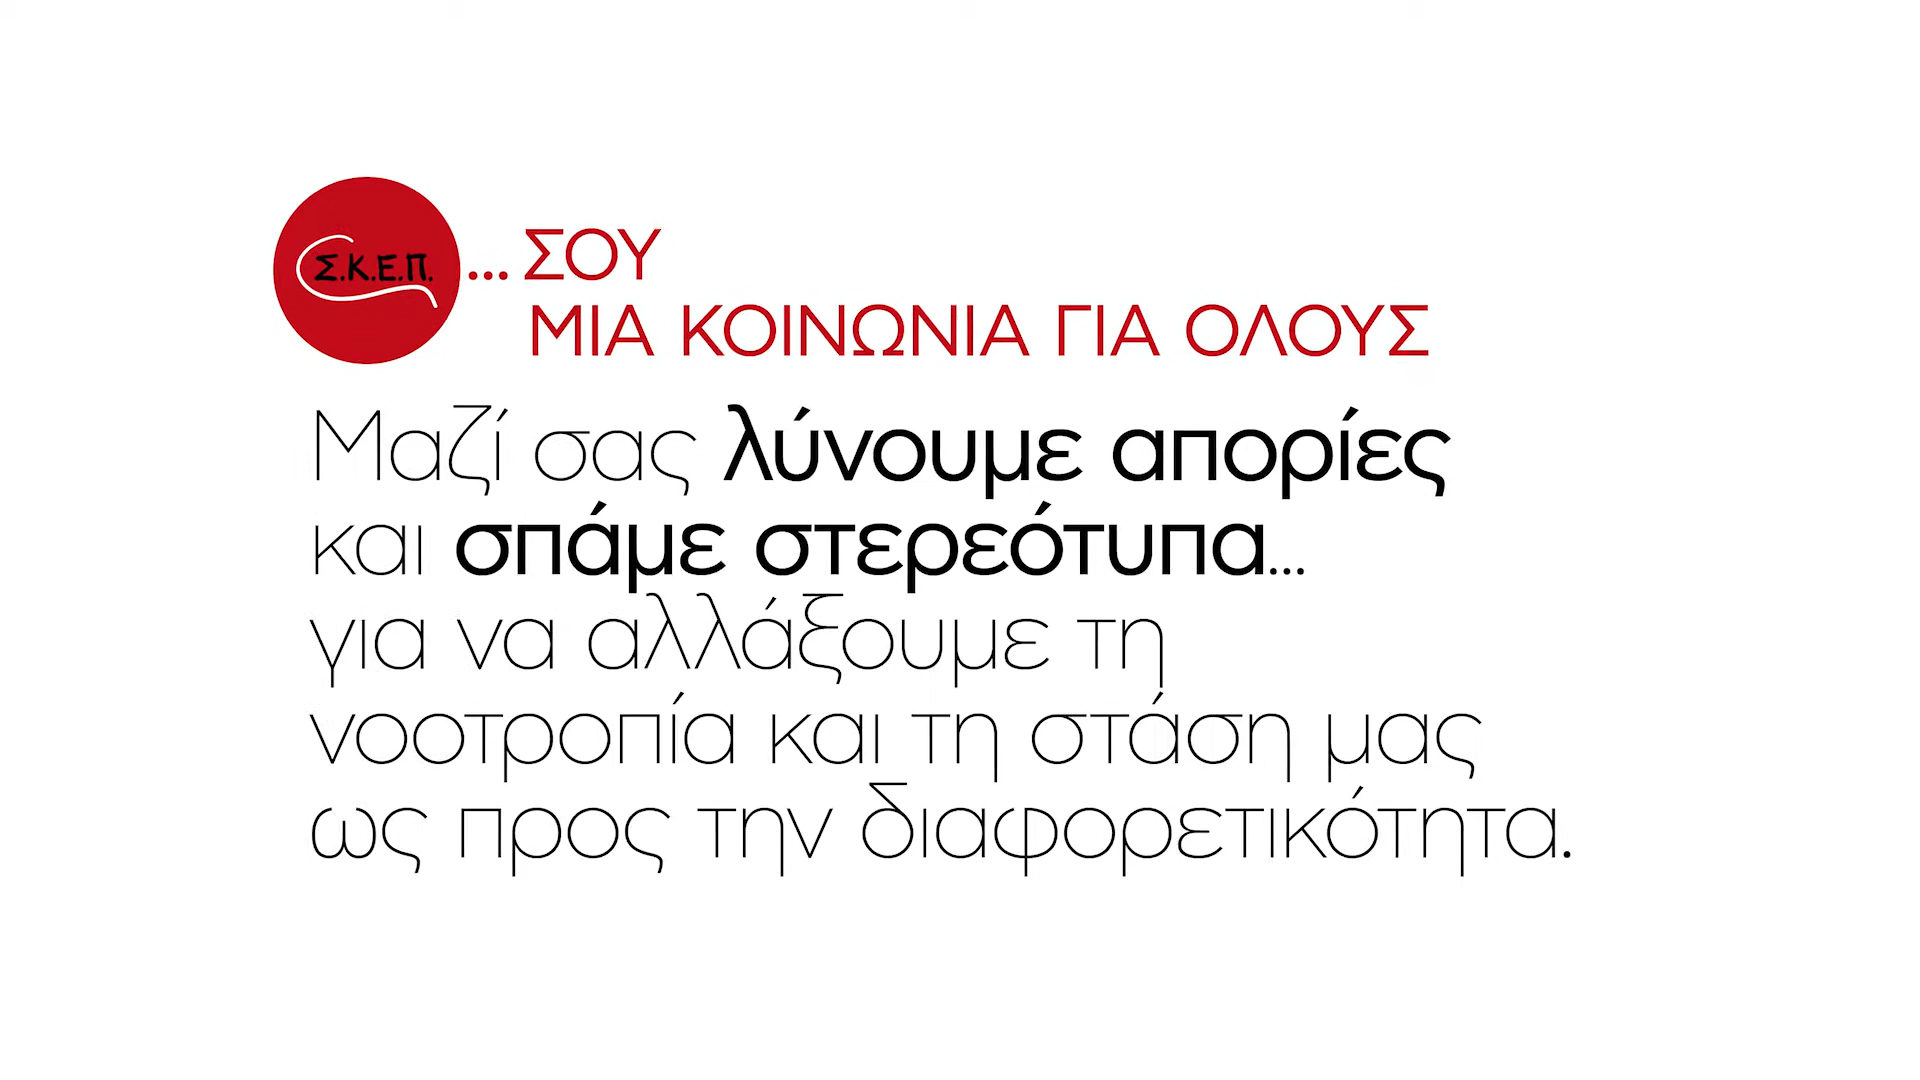 Σ.Κ.Ε.Π. ... ΣΟΥ
ΜΙΑ ΚΟΙΝΩΝΙΑ ΓΙΑ ΟΛΟΥΣ
Μαζί σας λύνουμε απορίες
και σπάμε στερεότυπα...
για να αλλάξουμε τη
νοοτροπία και τη στάση μας
ως προς την διαφορετικότητα.